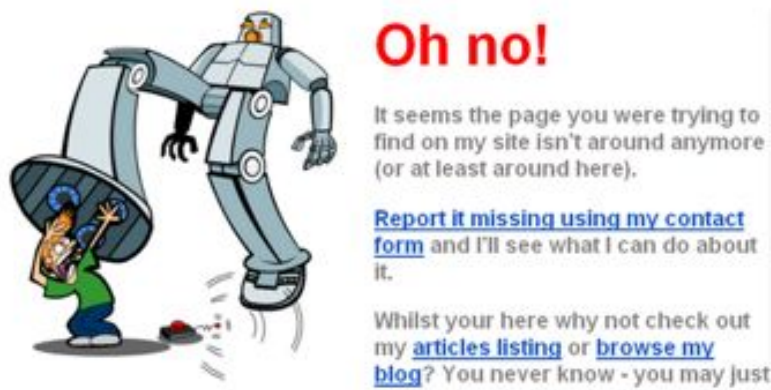 Oh no!
It seems the page you were trying to
find on my site isn't around anymore
(or at least around here).
Report it missing using my contact
form and I'll see what I can do about
it.
Whilst your here why not check out
my articles listing or browse my
blog? You never know - you may just